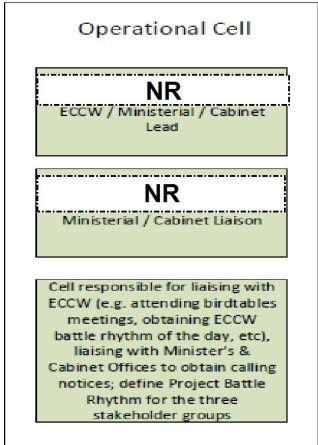 Operational Cell
NR
ECCW / Ministerial / Cabinet
Lead
NR
Ministerial / Cabinet Liaison
Cell responsible for liaising with
ECCW (e.g. attending birdtables
meetings, obtaining ECCW
battle rhythm of the day, etc),
liaising with Minister's &
Cabinet Offices to obtain calling
notices; define Project Battle
Rhythm for the three
stakeholder groups